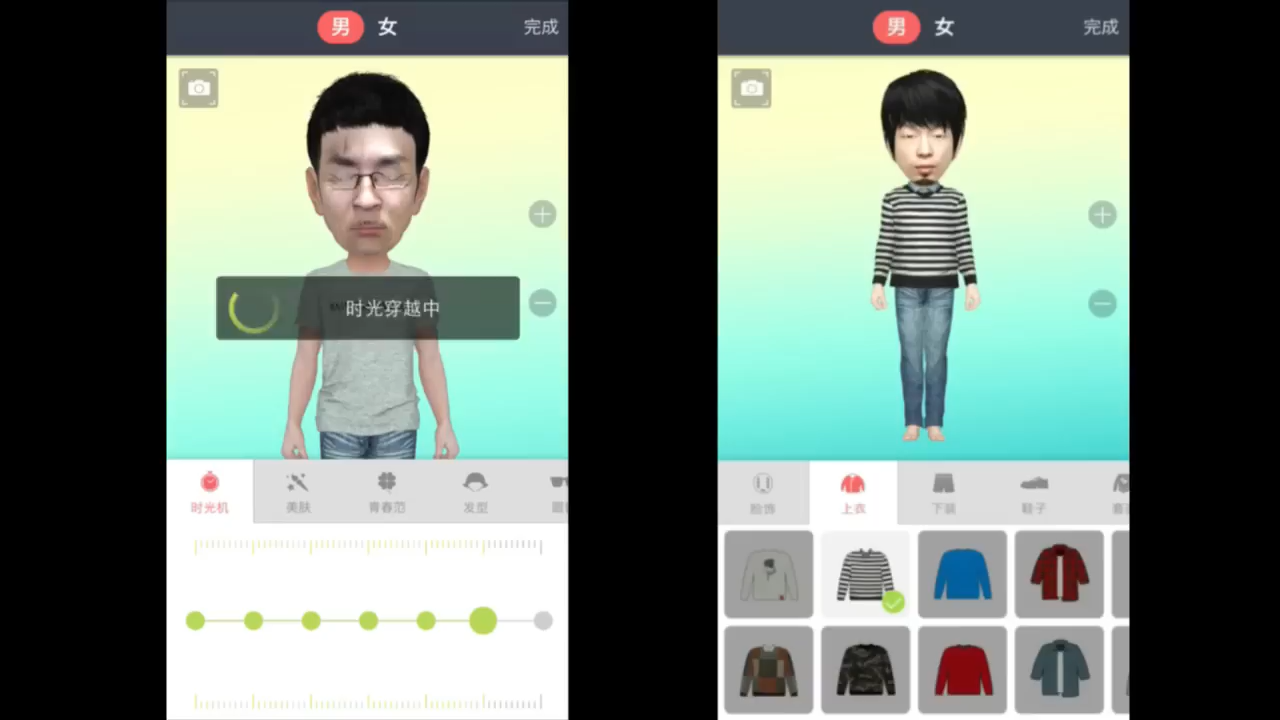 男 女 完成
时光穿越中
时光机 美肤 青春范 发型
男 女 完成
脸饰 上衣 下装 鞋子